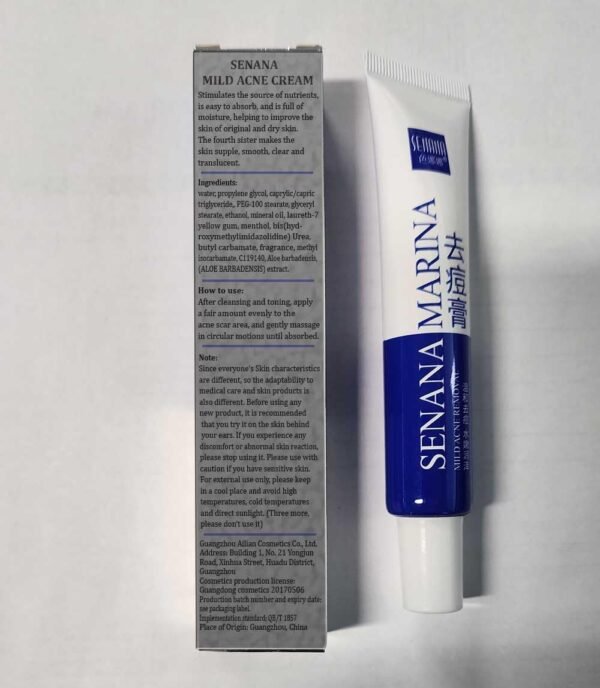 SENANA
MILD ACNE CREAM
Stimulates the source of nutrients,
is easy to absorb, and is full of
moisture, helping to improve the
skin of original and dry skin.
The fourth sister makes the
skin supple, smooth, clear and
translucent.
Ingredients:
water, propylene glycol, caprylic/capric
triglyceride,, PEG-100 stearate, glyceryl
stearate, ethanol, mineral oil, laureth-7
yellow gum, menthol, bis(hyd-
roxymethylimidazolidine) Urea,
butyl carbamate, fragrance, methyl
isocarbamate, C119140, Aloe barbadensis,
(ALOE BARBADENSIS) extract.
How to use:
After cleansing and toning, apply
a fair amount evenly to the
acne scar area, and gently massage
in circular motions until absorbed.
Note:
Since everyone's Skin characteristics
are different, so the adaptability to
medical care and skin products is
also different. Before using any
new product, it is recommended
that you try it on the skin behind
your ears. If you experience any
discomfort or abnormal skin reaction,
please stop using it. Please use with
caution if you have sensitive skin.
For external use only, please keep
in a cool place and avoid high
temperatures, cold temperatures
and direct sunlight. (Three more,
please don't use it)
Guangzhou Ailian Cosmetics Co., Ltd.
Address: Building 1, No. 21 Yongjun
Road, Xinhua Street, Huadu District,
Guangzhou
Cosmetics production license:
Guangdong cosmetics 20170506
Production batch number and expiry date:
see packaging label.
Implementation standard: QB/T 1857
Place of Origin: Guangzhou, China
SENANA
色娜娜
SENANA MARINA
去痘膏
MILD ACNE REMOVAL